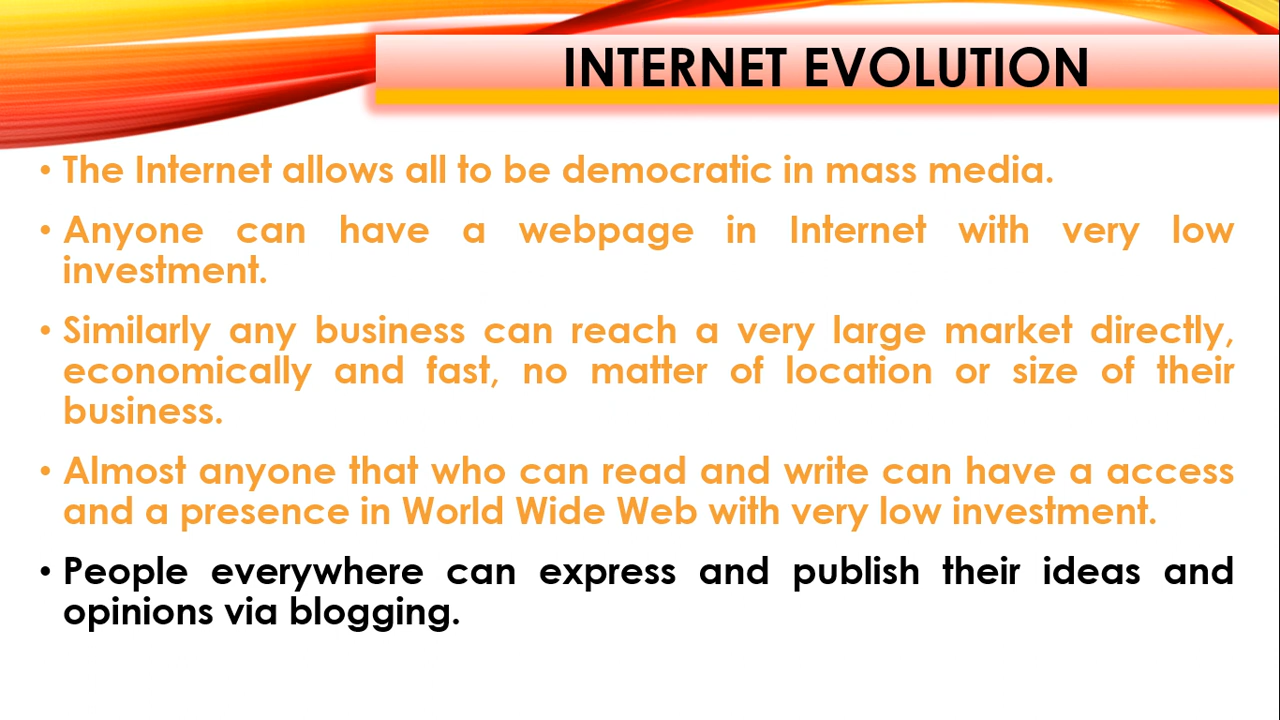 INTERNET EVOLUTION
• The Internet allows all to be democratic in mass media.
• Anyone can have a webpage in Internet with very low
investment.
• Similarly any business can reach a very large market directly,
economically and fast, no matter of location or size of their
business.
• Almost anyone that who can read and write can have a access
and a presence in World Wide Web with very low investment.
• People everywhere can express and publish their ideas and
opinions via blogging.